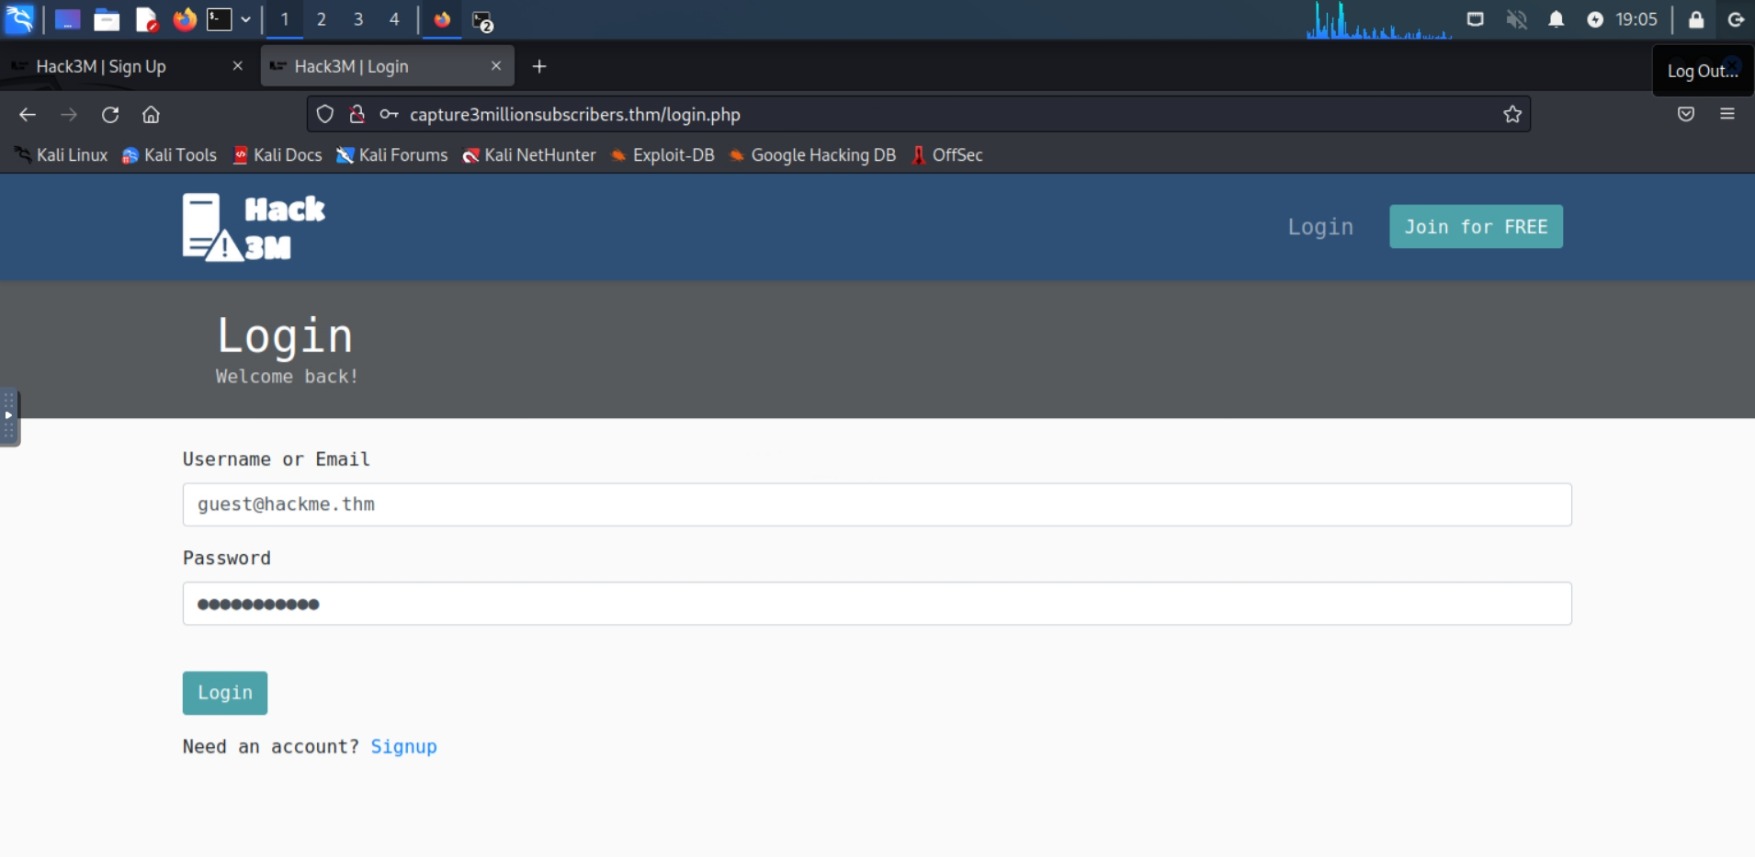 1 2 3 4 2 19:05
Hack3M | Sign Up × Hack3M | Login × +
Log Out...
capture3millionsubscribers.thm/login.php
Kali Linux Kali Tools Kali Docs Kali Forums Kali NetHunter Exploit-DB Google Hacking DB OffSec
Hack
3M
Login Join for FREE
Login
Welcome back!
Username or Email
guest@hackme.thm
Password
●●●●●●●●●●●
Login
Need an account? Signup